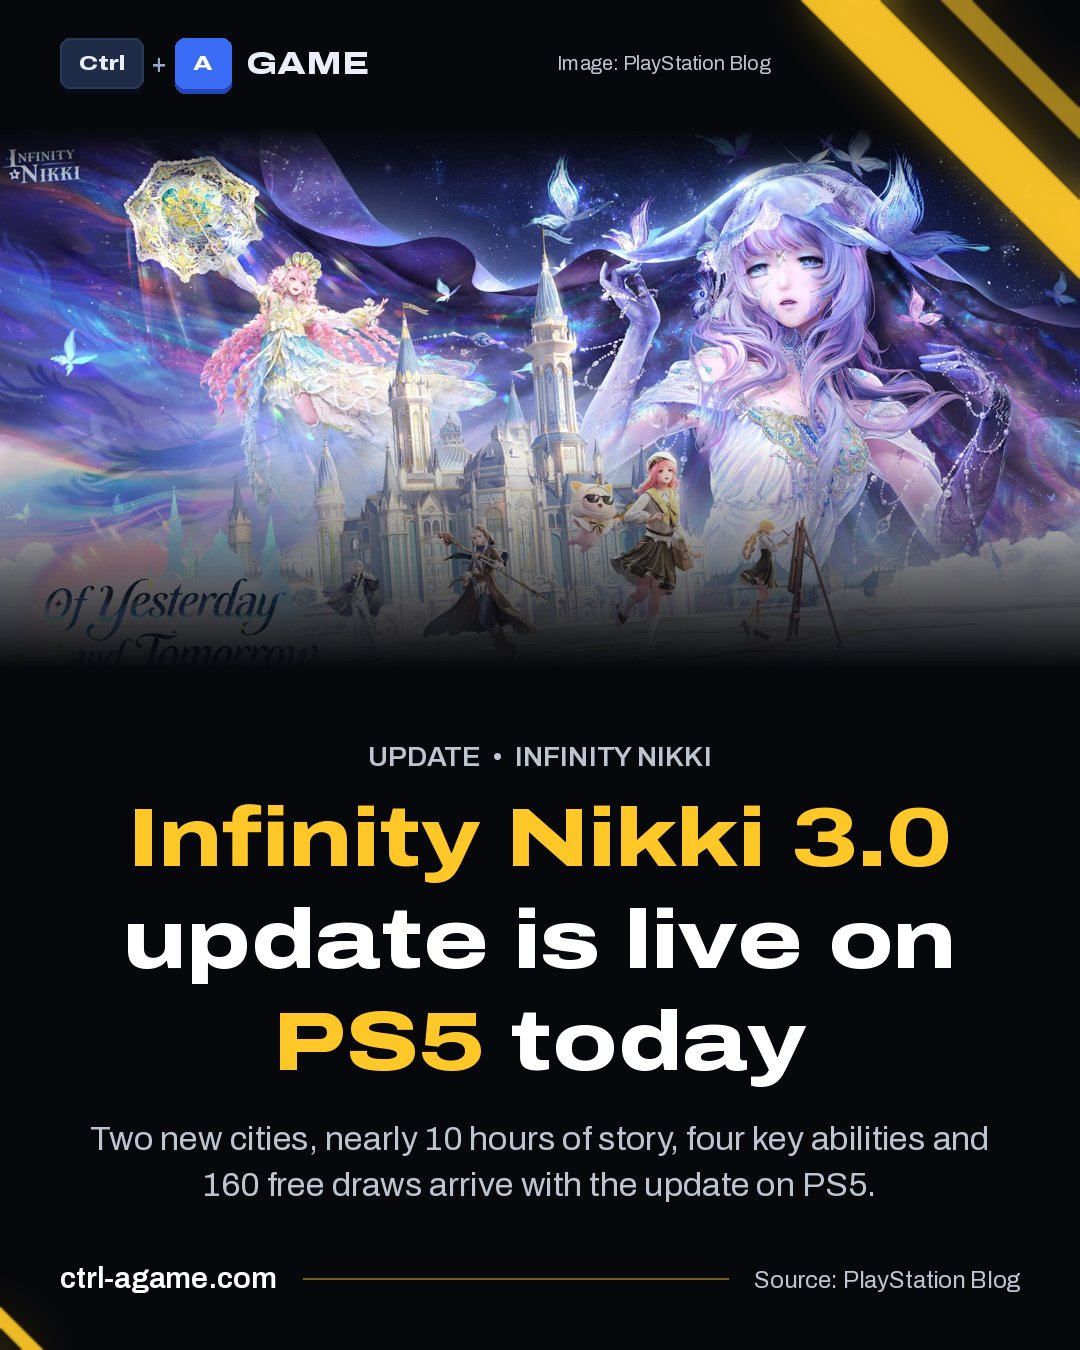 Ctrl + A GAME
Image: PlayStation Blog
INFINITY
NIKKI
Of Yesterday
and Tomorrow
UPDATE • INFINITY NIKKI
Infinity Nikki 3.0
update is live on
PS5 today
Two new cities, nearly 10 hours of story, four key abilities and
160 free draws arrive with the update on PS5.
ctrl-agame.com
Source: PlayStation Blog